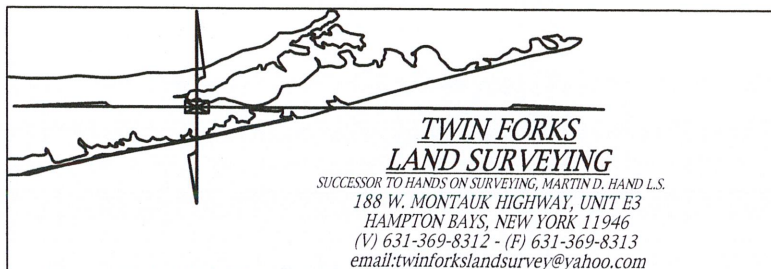 TWIN FORKS
LAND SURVEYING
SUCCESSOR TO HANDS ON SURVEYING, MARTIN D. HAND L.S.
188 W. MONTAUK HIGHWAY, UNIT E3
HAMPTON BAYS, NEW YORK 11946
(V) 631-369-8312 - (F) 631-369-8313
email:twinforkslandsurvey@yahoo.com